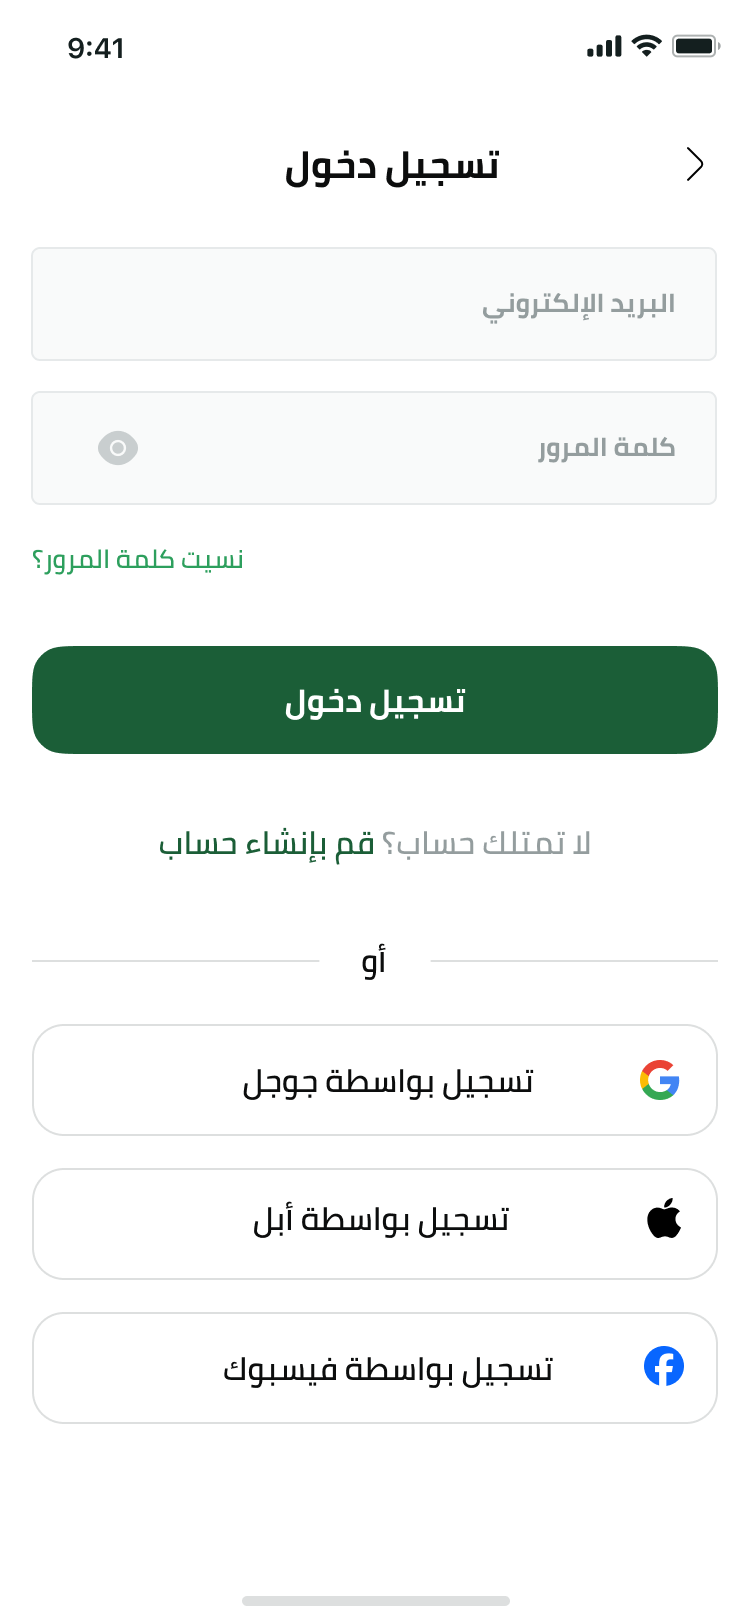 9:41
تسجيل دخول
البريد الإلكتروني
كلمة المرور
نسيت كلمة المرور؟
تسجيل دخول
لا تمتلك حساب؟ قم بإنشاء حساب
أو
تسجيل بواسطة جوجل
تسجيل بواسطة أبل
تسجيل بواسطة فيسبوك